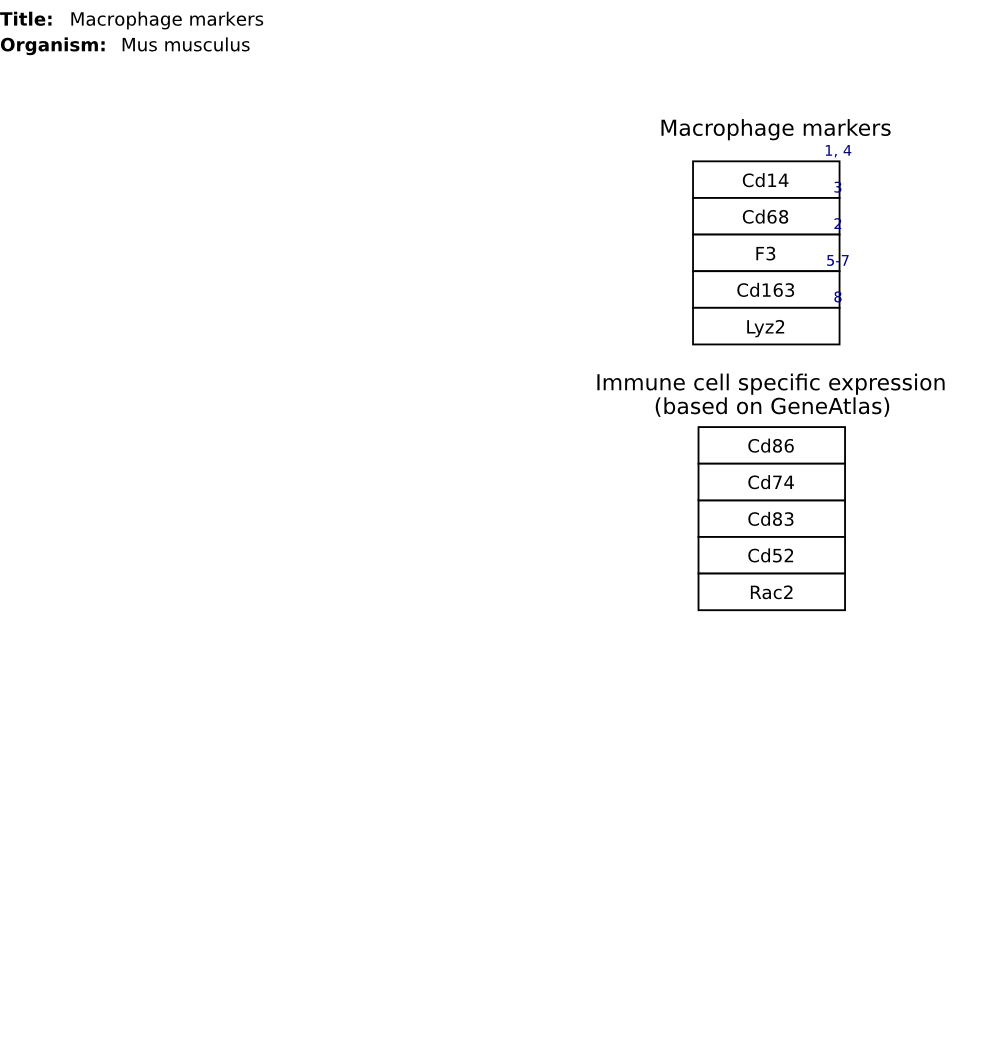 Title: Macrophage markers
Organism: Mus musculus
Macrophage markers
1, 4
Cd14
3
Cd68
2
F3
5-7
Cd163
8
Lyz2
Immune cell specific expression
(based on GeneAtlas)
Cd86
Cd74
Cd83
Cd52
Rac2